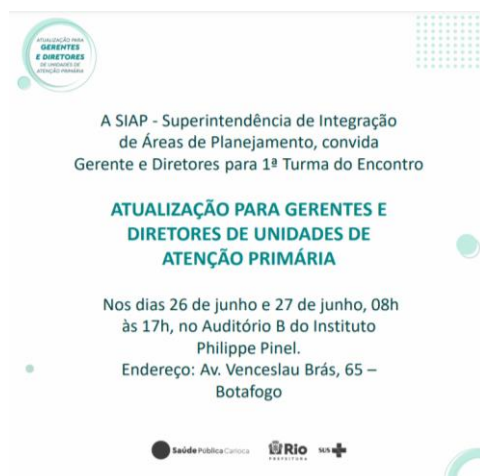 ATUALIZAÇÃO PARA
GERENTES
E DIRETORES
DE UNIDADES DE
ATENÇÃO PRIMÁRIA
A SIAP - Superintendência de Integração
de Áreas de Planejamento, convida
Gerente e Diretores para 1ª Turma do Encontro
ATUALIZAÇÃO PARA GERENTES E
DIRETORES DE UNIDADES DE
ATENÇÃO PRIMÁRIA
Nos dias 26 de junho e 27 de junho, 08h
às 17h, no Auditório B do Instituto
Philippe Pinel.
Endereço: Av. Venceslau Brás, 65 –
Botafogo
Saúde Pública Carioca
Rio
PREFEITURA
SUS